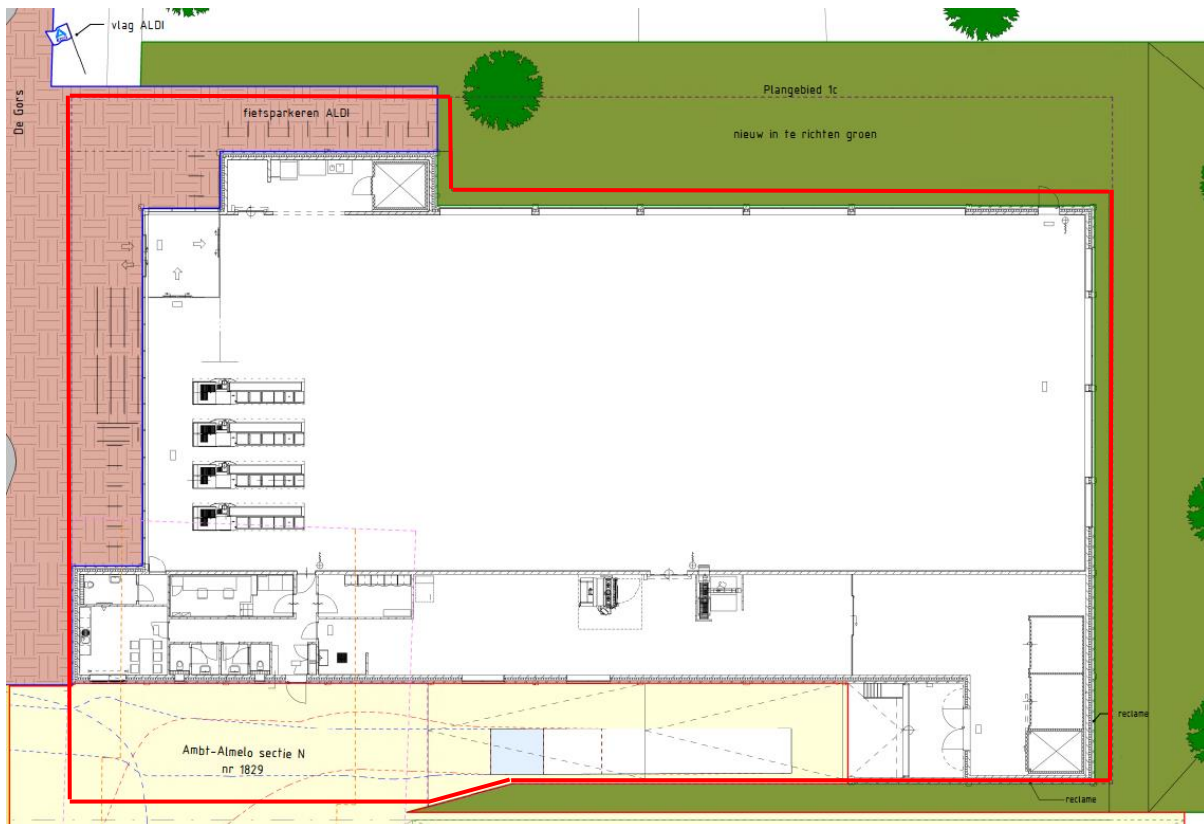 vlag ALDI
De Gors
fietsparkeren ALDI
Plangebied 1c
nieuw in te richten groen
Ambt-Almelo sectie N
nr 1829
reclame
reclame